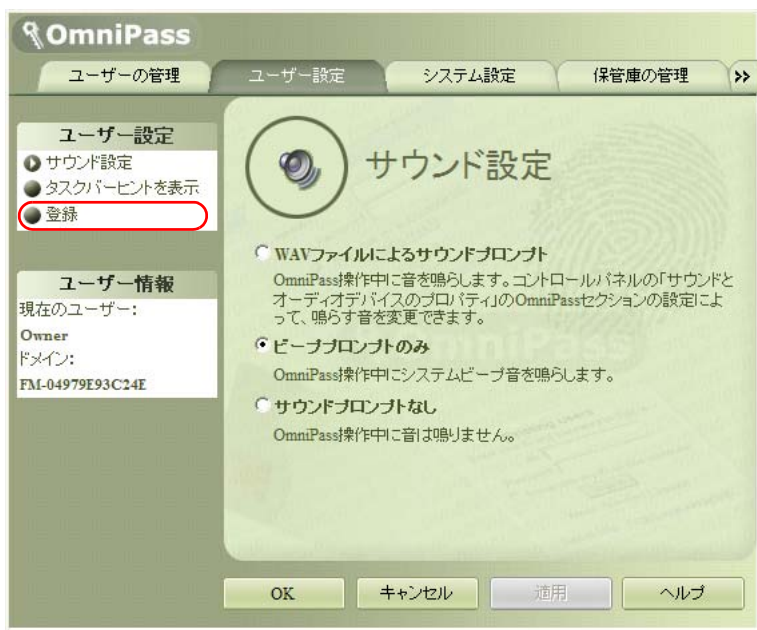 OmniPass
ユーザーの管理
ユーザー設定
システム設定
保管庫の管理
ユーザー設定
サウンド設定
タスクバーヒントを表示
登録
ユーザー情報
現在のユーザー:
Owner
ドメイン:
FM-04979E93C24E
サウンド設定
WAVファイルによるサウンドプロンプト
OmniPass操作中に音を鳴らします。コントロールパネルの「サウンドと
オーディオデバイスのプロパティ」のOmniPassセクションの設定によ
って、鳴らす音を変更できます。
ビーププロンプトのみ
OmniPass操作中にシステムビープ音を鳴らします。
サウンドプロンプトなし
OmniPass操作中に音は鳴りません。
OK
キャンセル
適用
ヘルプ